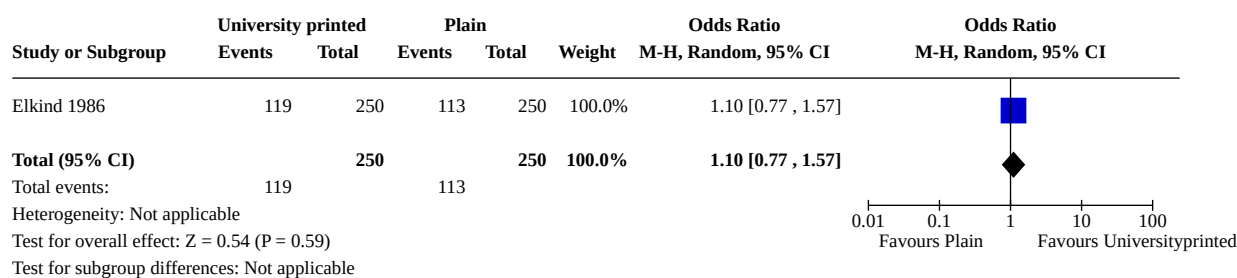 University printed Plain Odds Ratio Odds Ratio
Study or Subgroup Events Total Events Total Weight M-H, Random, 95% CI M-H, Random, 95% CI
Elkind 1986 119 250 113 250 100.0% 1.10 [0.77 , 1.57]
Total (95% CI) 250 250 100.0% 1.10 [0.77 , 1.57]
Total events: 119 113
Heterogeneity: Not applicable
0.01 0.1 1 10 100
Test for overall effect: Z = 0.54 (P = 0.59) Favours Plain Favours Universityprinted
Test for subgroup differences: Not applicable